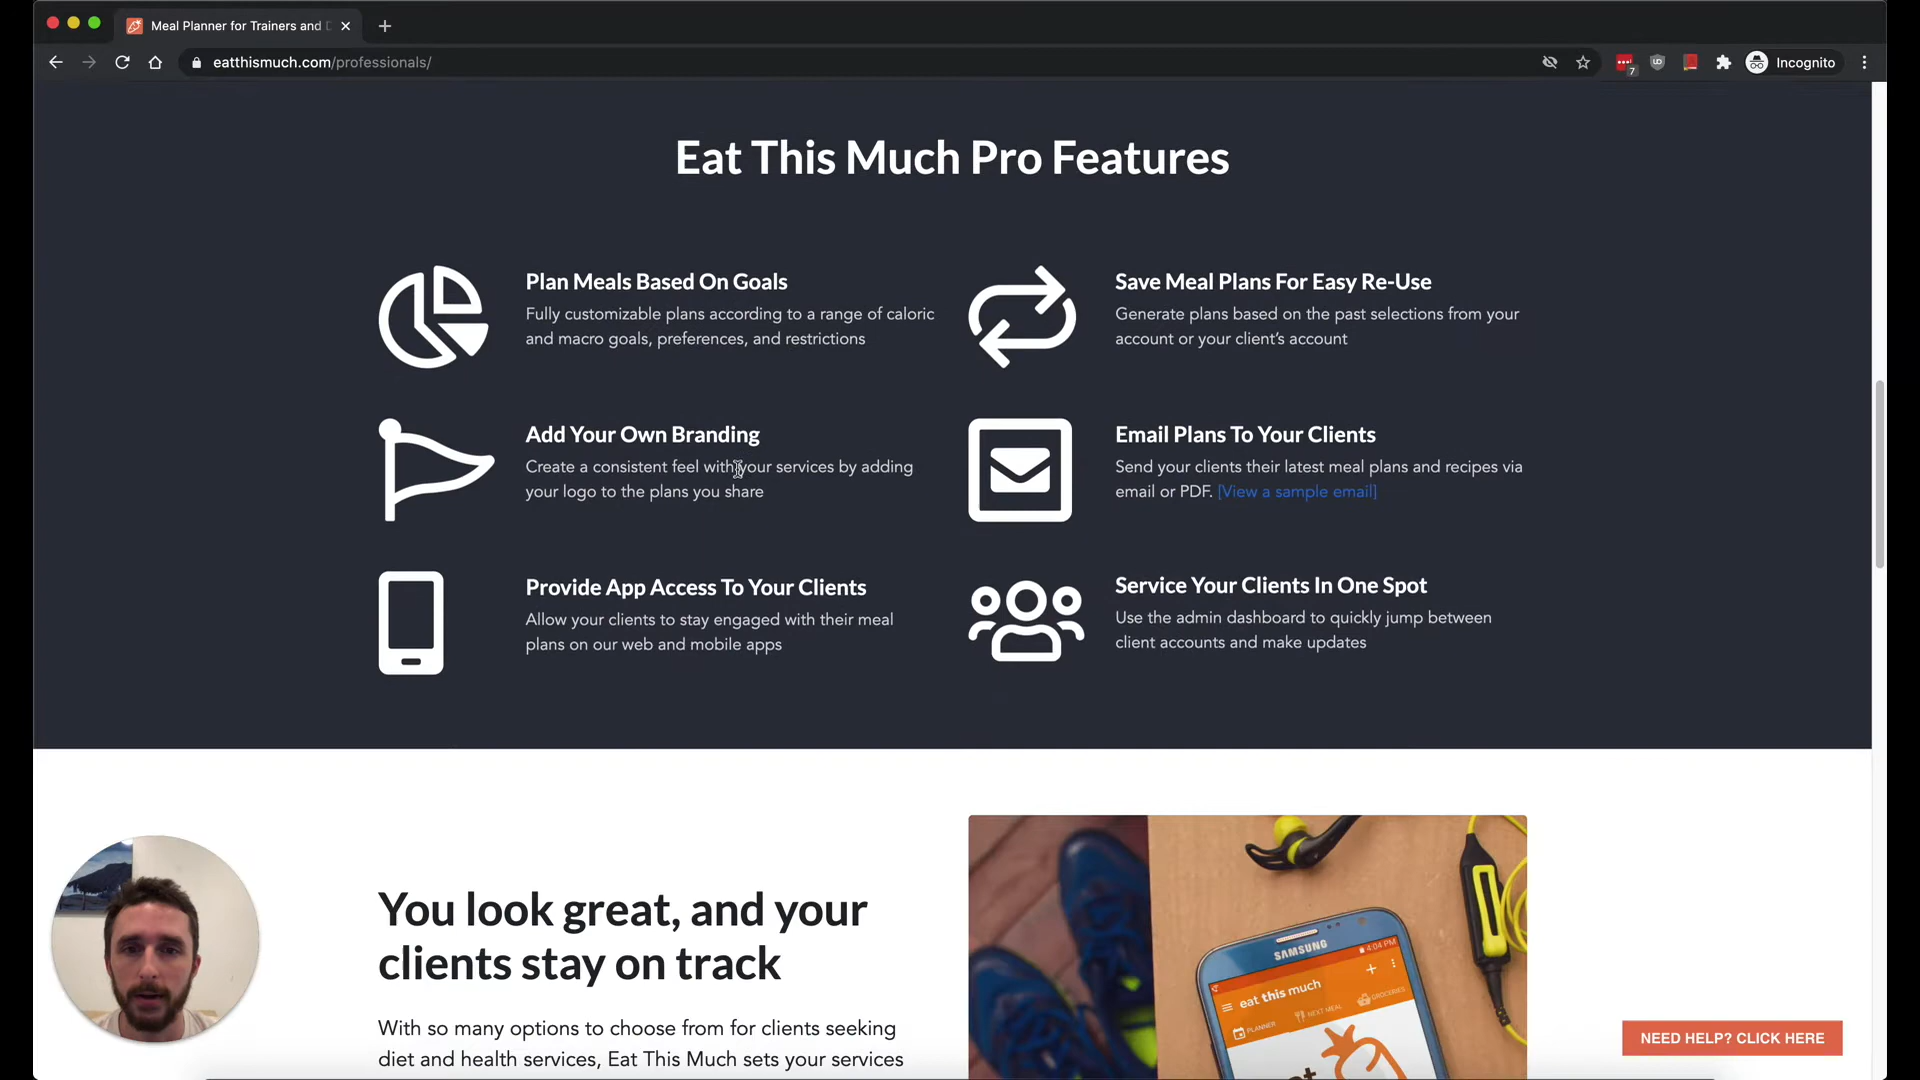 Meal Planner for Trainers and D
eatthismuch.com/professionals/
7
Incognito
Eat This Much Pro Features
Plan Meals Based On Goals
Fully customizable plans according to a range of caloric
and macro goals, preferences, and restrictions
Save Meal Plans For Easy Re-Use
Generate plans based on the past selections from your
account or your client's account
Add Your Own Branding
Create a consistent feel with your services by adding
your logo to the plans you share
Email Plans To Your Clients
Send your clients their latest meal plans and recipes via
email or PDF. [View a sample email]
Provide App Access To Your Clients
Allow your clients to stay engaged with their meal
plans on our web and mobile apps
Service Your Clients In One Spot
Use the admin dashboard to quickly jump between
client accounts and make updates
You look great, and your
clients stay on track
With so many options to choose from for clients seeking
diet and health services, Eat This Much sets your services
SAMSUNG
4:04 PM
eat this much
PLANNER
NEXT MEAL
GROCERIES
NEED HELP? CLICK HERE